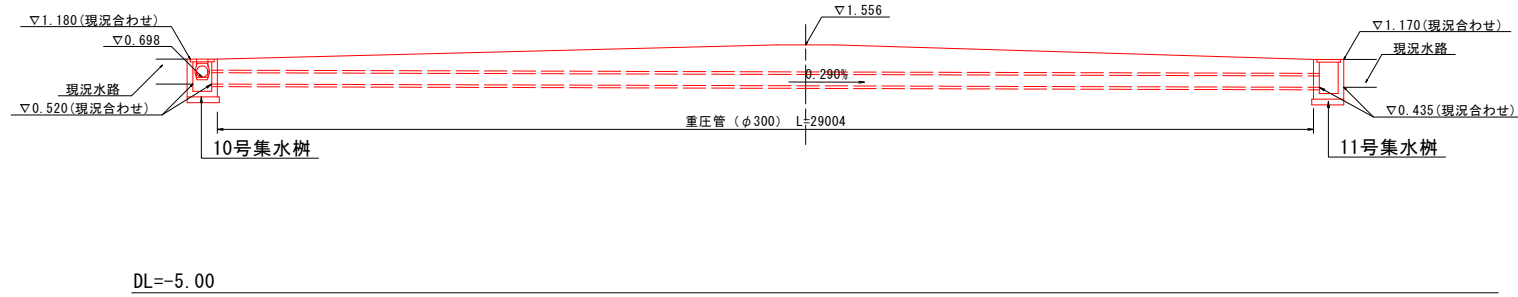 ▽1.556
▽1.180(現況合わせ)
▽1.170(現況合わせ)
▽0.698
現況水路
0.290%
現況水路
▽0.520(現況合わせ)
▽0.435(現況合わせ)
重圧管（φ300） L=29004
10号集水桝
11号集水桝
DL=-5.00